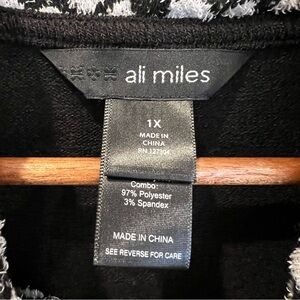 ali miles
1X
MADE IN
CHINA
RN 127304
Combo:
97% Polyester
3% Spandex
MADE IN CHINA
SEE REVERSE FOR CARE